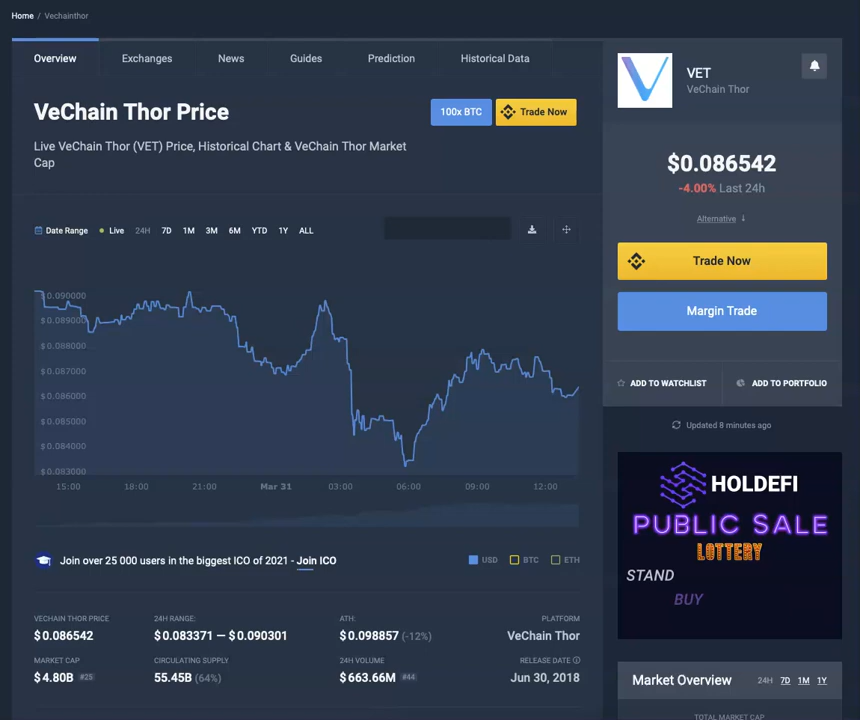 Home / Vechainthor
Overview
Exchanges
News
Guides
Prediction
Historical Data
VeChain Thor Price
100x BTC
Trade Now
Live VeChain Thor (VET) Price, Historical Chart & VeChain Thor Market
Cap
Date Range
Live
24H
7D
1M
3M
6M
YTD
1Y
ALL
$0.090000
$0.089000
$0.088000
$0.087000
$0.086000
$0.085000
$0.084000
$0.083000
15:00
18:00
21:00
Mar 31
03:00
06:00
09:00
12:00
Join over 25 000 users in the biggest ICO of 2021 - Join ICO
USD
BTC
ETH
VECHAIN THOR PRICE
$0.086542
24H RANGE:
$0.083371 — $0.090301
ATH:
$0.098857 (-12%)
PLATFORM
VeChain Thor
MARKET CAP
$4.80B #25
CIRCULATING SUPPLY
55.45B (64%)
24H VOLUME
$663.66M #44
RELEASE DATE
Jun 30, 2018
VET
VeChain Thor
$0.086542
-4.00% Last 24h
Alternative ↓
Trade Now
Margin Trade
ADD TO WATCHLIST
ADD TO PORTFOLIO
Updated 8 minutes ago
HOLDEFI
PUBLIC SALE
LOTTERY
STAND
BUY
Market Overview
24H
7D
1M
1Y
TOTAL MARKET CAP